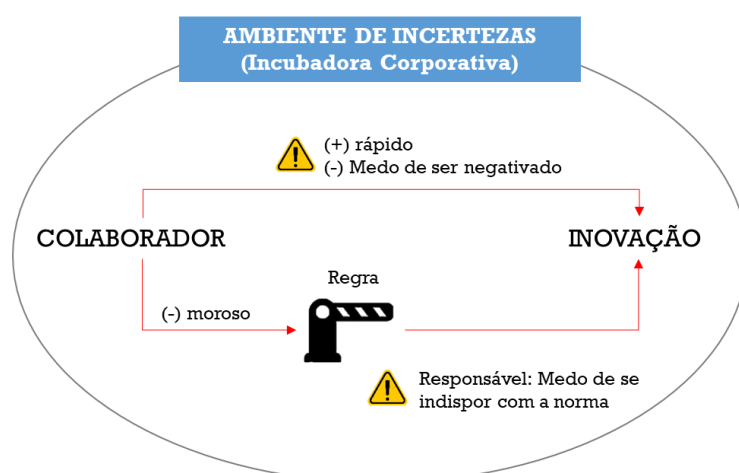 AMBIENTE DE INCERTEZAS
(Incubadora Corporativa)
(+) rápido
(-) Medo de ser negativado
COLABORADOR
INOVAÇÃO
Regra
(-) moroso
Responsável: Medo de se
indispor com a norma